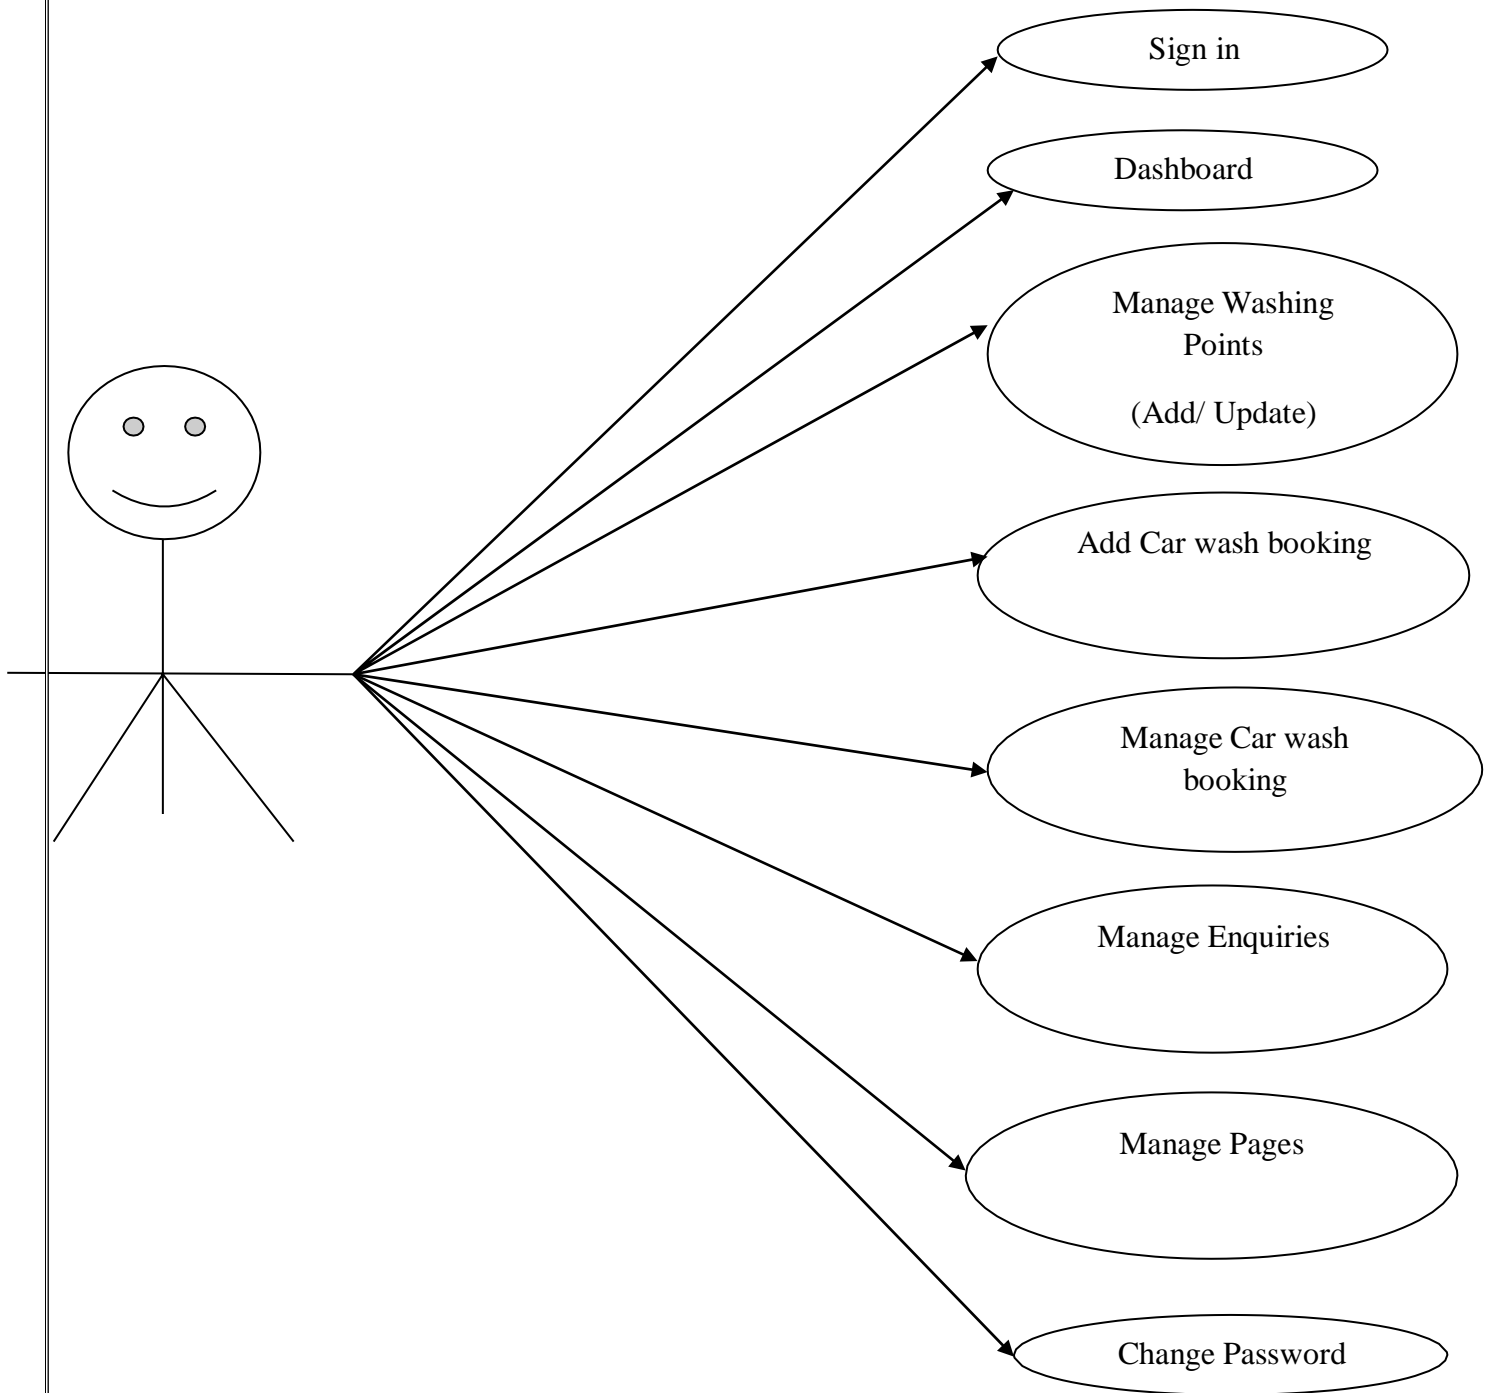 Sign in
Dashboard
Manage Washing
Points
(Add/ Update)
Add Car wash booking
Manage Car wash
booking
Manage Enquiries
Manage Pages
Change Password